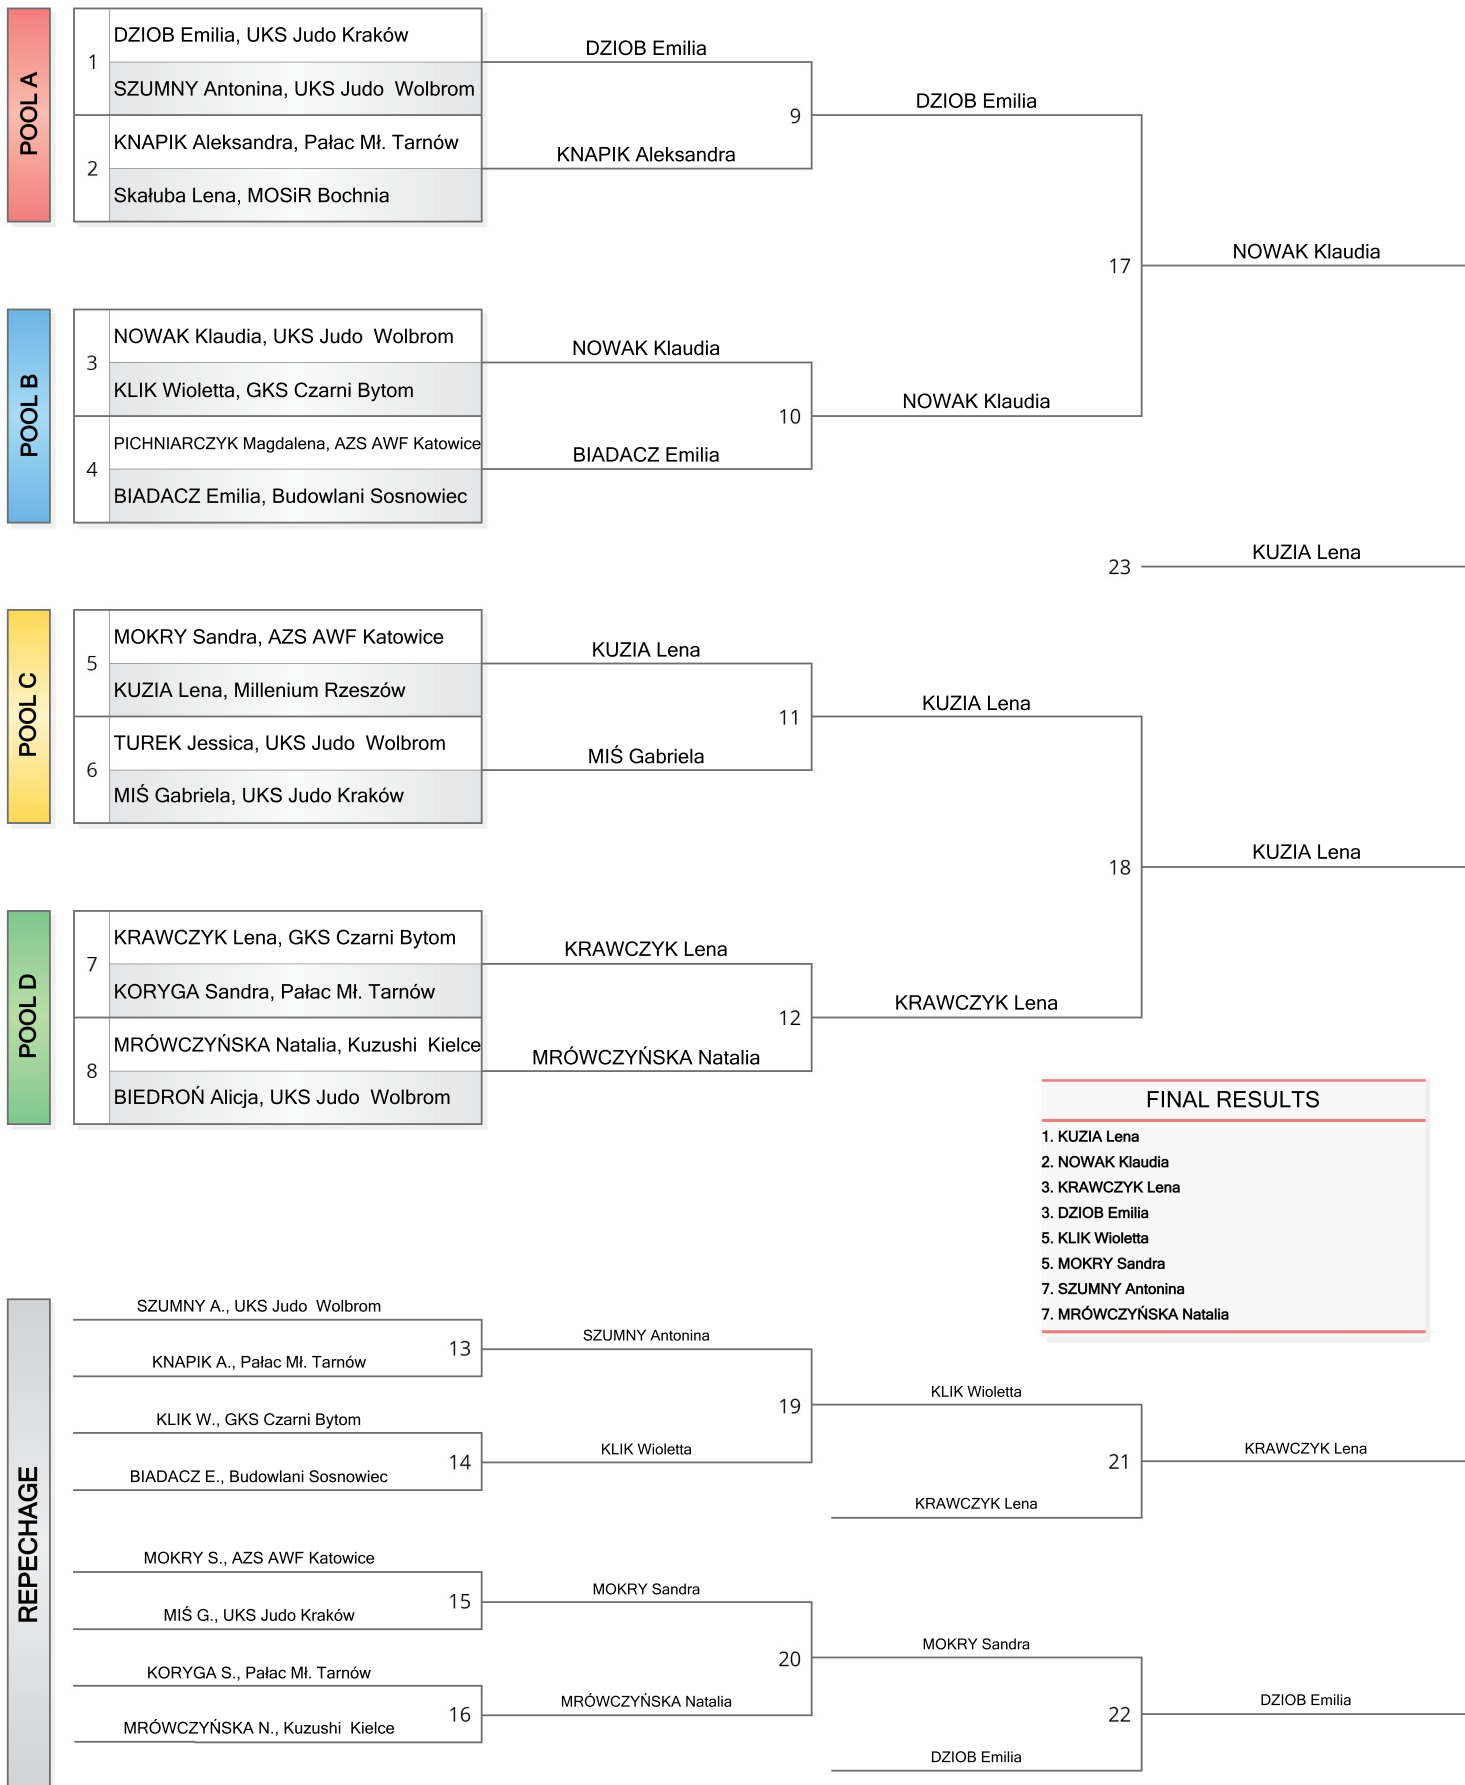 POOL A
1
DZIOB Emilia, UKS Judo Kraków
SZUMNY Antonina, UKS Judo  Wolbrom
2
KNAPIK Aleksandra, Pałac Mł. Tarnów
Skałuba Lena, MOSiR Bochnia
DZIOB Emilia
KNAPIK Aleksandra
9
DZIOB Emilia
POOL B
3
NOWAK Klaudia, UKS Judo  Wolbrom
KLIK Wioletta, GKS Czarni Bytom
4
PICHNIARCZYK Magdalena, AZS AWF Katowice
BIADACZ Emilia, Budowlani Sosnowiec
NOWAK Klaudia
BIADACZ Emilia
10
NOWAK Klaudia
17
NOWAK Klaudia
23
KUZIA Lena
POOL C
5
MOKRY Sandra, AZS AWF Katowice
KUZIA Lena, Millenium Rzeszów
6
TUREK Jessica, UKS Judo  Wolbrom
MIŚ Gabriela, UKS Judo Kraków
KUZIA Lena
MIŚ Gabriela
11
KUZIA Lena
POOL D
7
KRAWCZYK Lena, GKS Czarni Bytom
KORYGA Sandra, Pałac Mł. Tarnów
8
MRÓWCZYŃSKA Natalia, Kuzushi  Kielce
BIEDROŃ Alicja, UKS Judo  Wolbrom
KRAWCZYK Lena
MRÓWCZYŃSKA Natalia
12
KRAWCZYK Lena
18
KUZIA Lena
FINAL RESULTS
1. KUZIA Lena
2. NOWAK Klaudia
3. KRAWCZYK Lena
3. DZIOB Emilia
5. KLIK Wioletta
5. MOKRY Sandra
7. SZUMNY Antonina
7. MRÓWCZYŃSKA Natalia
REPECHAGE
SZUMNY A., UKS Judo  Wolbrom
KNAPIK A., Pałac Mł. Tarnów
13
KLIK W., GKS Czarni Bytom
BIADACZ E., Budowlani Sosnowiec
14
SZUMNY Antonina
KLIK Wioletta
19
KLIK Wioletta
KRAWCZYK Lena
21
KRAWCZYK Lena
MOKRY S., AZS AWF Katowice
MIŚ G., UKS Judo Kraków
15
KORYGA S., Pałac Mł. Tarnów
MRÓWCZYŃSKA N., Kuzushi  Kielce
16
MOKRY Sandra
MRÓWCZYŃSKA Natalia
20
MOKRY Sandra
DZIOB Emilia
22
DZIOB Emilia